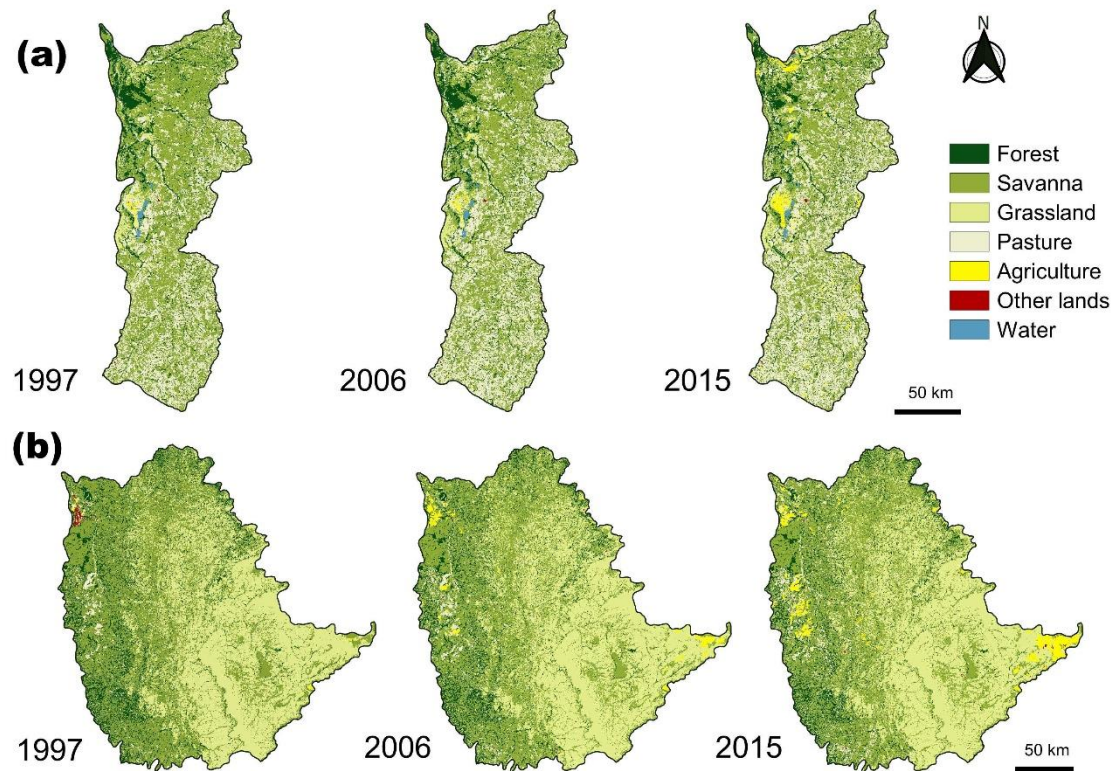 (a)
N
Forest
Savanna
Grassland
Pasture
Agriculture
Other lands
Water
1997
2006
2015
50 km
(b)
1997
2006
2015
50 km